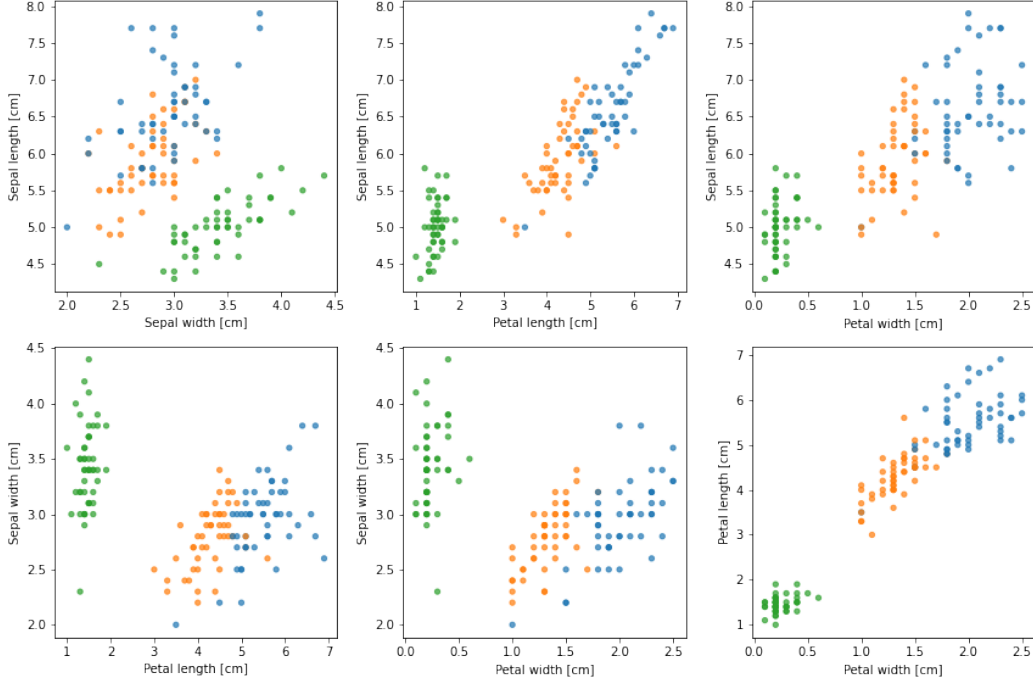 8.0
7.5
7.0
6.5
6.0
5.5
5.0
4.5
Sepal length [cm]
2.0 2.5 3.0 3.5 4.0 4.5
Sepal width [cm]
8.0
7.5
7.0
6.5
6.0
5.5
5.0
4.5
Sepal length [cm]
1 2 3 4 5 6 7
Petal length [cm]
8.0
7.5
7.0
6.5
6.0
5.5
5.0
4.5
Sepal length [cm]
0.0 0.5 1.0 1.5 2.0 2.5
Petal width [cm]
4.5
4.0
3.5
3.0
2.5
2.0
Sepal width [cm]
1 2 3 4 5 6 7
Petal length [cm]
4.5
4.0
3.5
3.0
2.5
2.0
Sepal width [cm]
0.0 0.5 1.0 1.5 2.0 2.5
Petal width [cm]
7
6
5
4
3
2
1
Petal length [cm]
0.0 0.5 1.0 1.5 2.0 2.5
Petal width [cm]